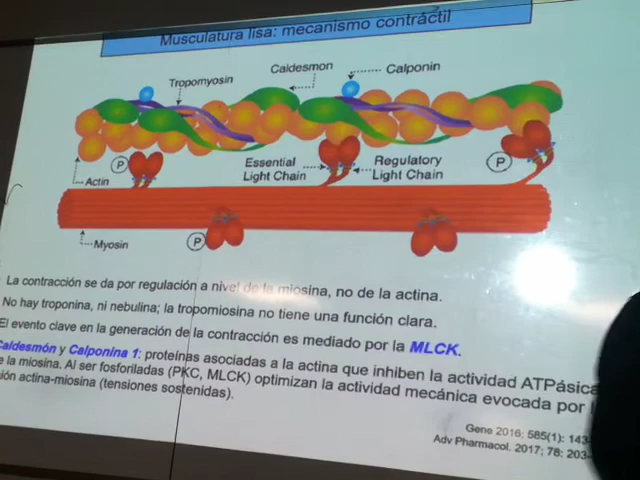 Musculatura lisa: mecanismo contráctil
Caldesmon
Calponin
Tropomyosin
P
Essential
Light Chain
Regulatory
Light Chain
P
Actin
Myosin
P
La contracción se da por regulación a nivel de la miosina, no de la actina.
No hay troponina, ni nebulina; la tropomiosina no tiene una función clara.
El evento clave en la generación de la contracción es mediado por la MLCK.
Caldesmón y Calponina 1: proteínas asociadas a la actina que inhiben la actividad ATPásica
la miosina. Al ser fosforiladas (PKC, MLCK) optimizan la actividad mecánica evocada por
actina-miosina (tensiones sostenidas).
Gene 2016; 585(1): 143
Adv Pharmacol. 2017; 78: 203